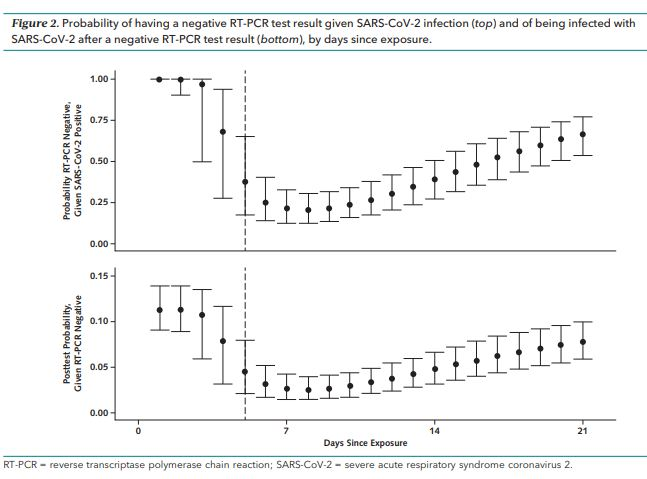 Figure 2. Probability of having a negative RT-PCR test result given SARS-CoV-2 infection (top) and of being infected with
SARS-CoV-2 after a negative RT-PCR test result (bottom), by days since exposure.
Probability RT-PCR Negative,
Given SARS-CoV-2 Positive
1.00
0.75
0.50
0.25
0.00
Posttest Probability,
Given RT-PCR Negative
0.15
0.10
0.05
0.00
0
7
14
21
Days Since Exposure
RT-PCR = reverse transcriptase polymerase chain reaction; SARS-CoV-2 = severe acute respiratory syndrome coronavirus 2.